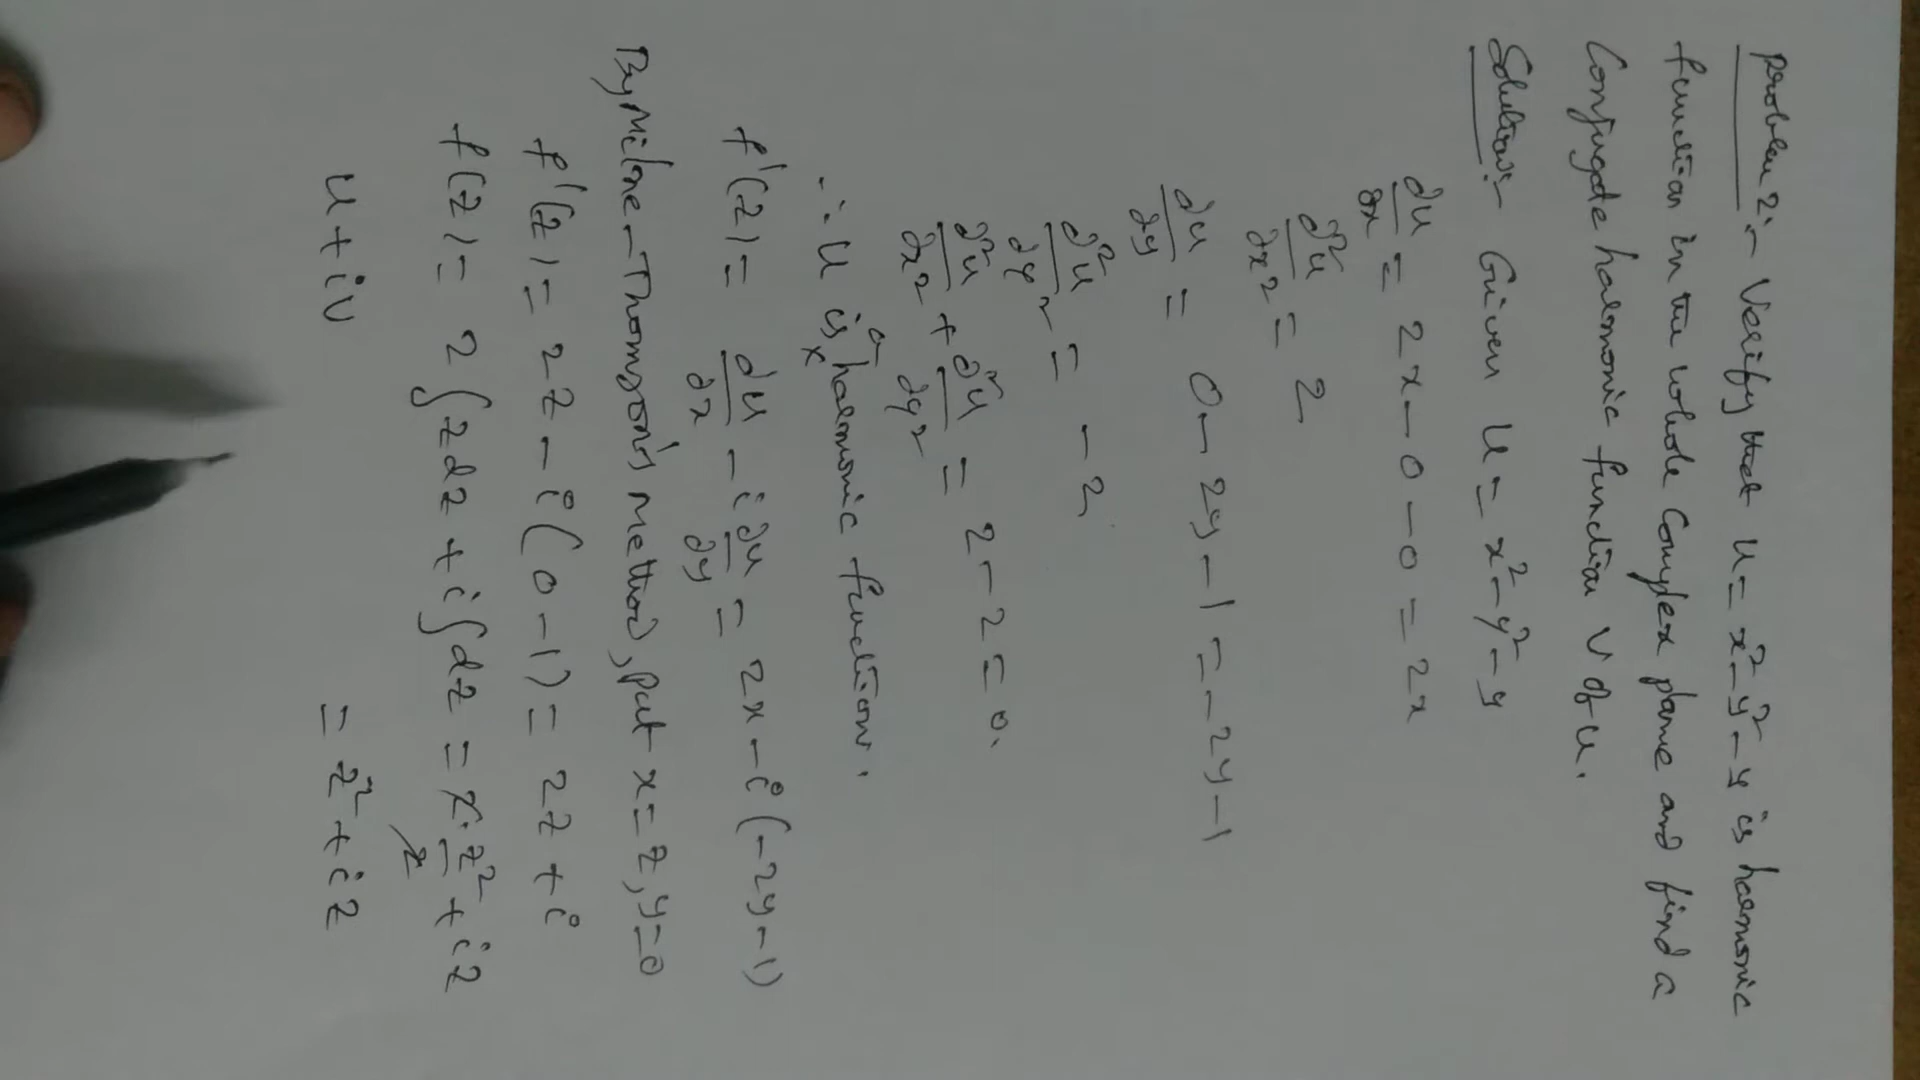 Problem 2:- Verify that u = x² - y² - y is harmonic
function in the whole Complex plane and find a
Conjugate harmonic function v of u.
Solution:- Given u = x² - y² - y
∂u/∂x = 2x - 0 - 0 = 2x
∂²u/∂x² = 2
∂u/∂y = 0 - 2y - 1 = -2y - 1
∂²u/∂y² = -2
∂²u/∂x² + ∂²u/∂y² = 2 - 2 = 0.
∴ u is a harmonic function.
f'(z) = ∂u/∂x - i ∂u/∂y = 2x - i(-2y - 1)
By Milne-Thomson's method, put x = z, y = 0
f'(z) = 2z - i(0 - 1) = 2z + i
f(z) = 2∫z dz + i∫dz = 2·z²/2 + iz
u + iv = z² + iz